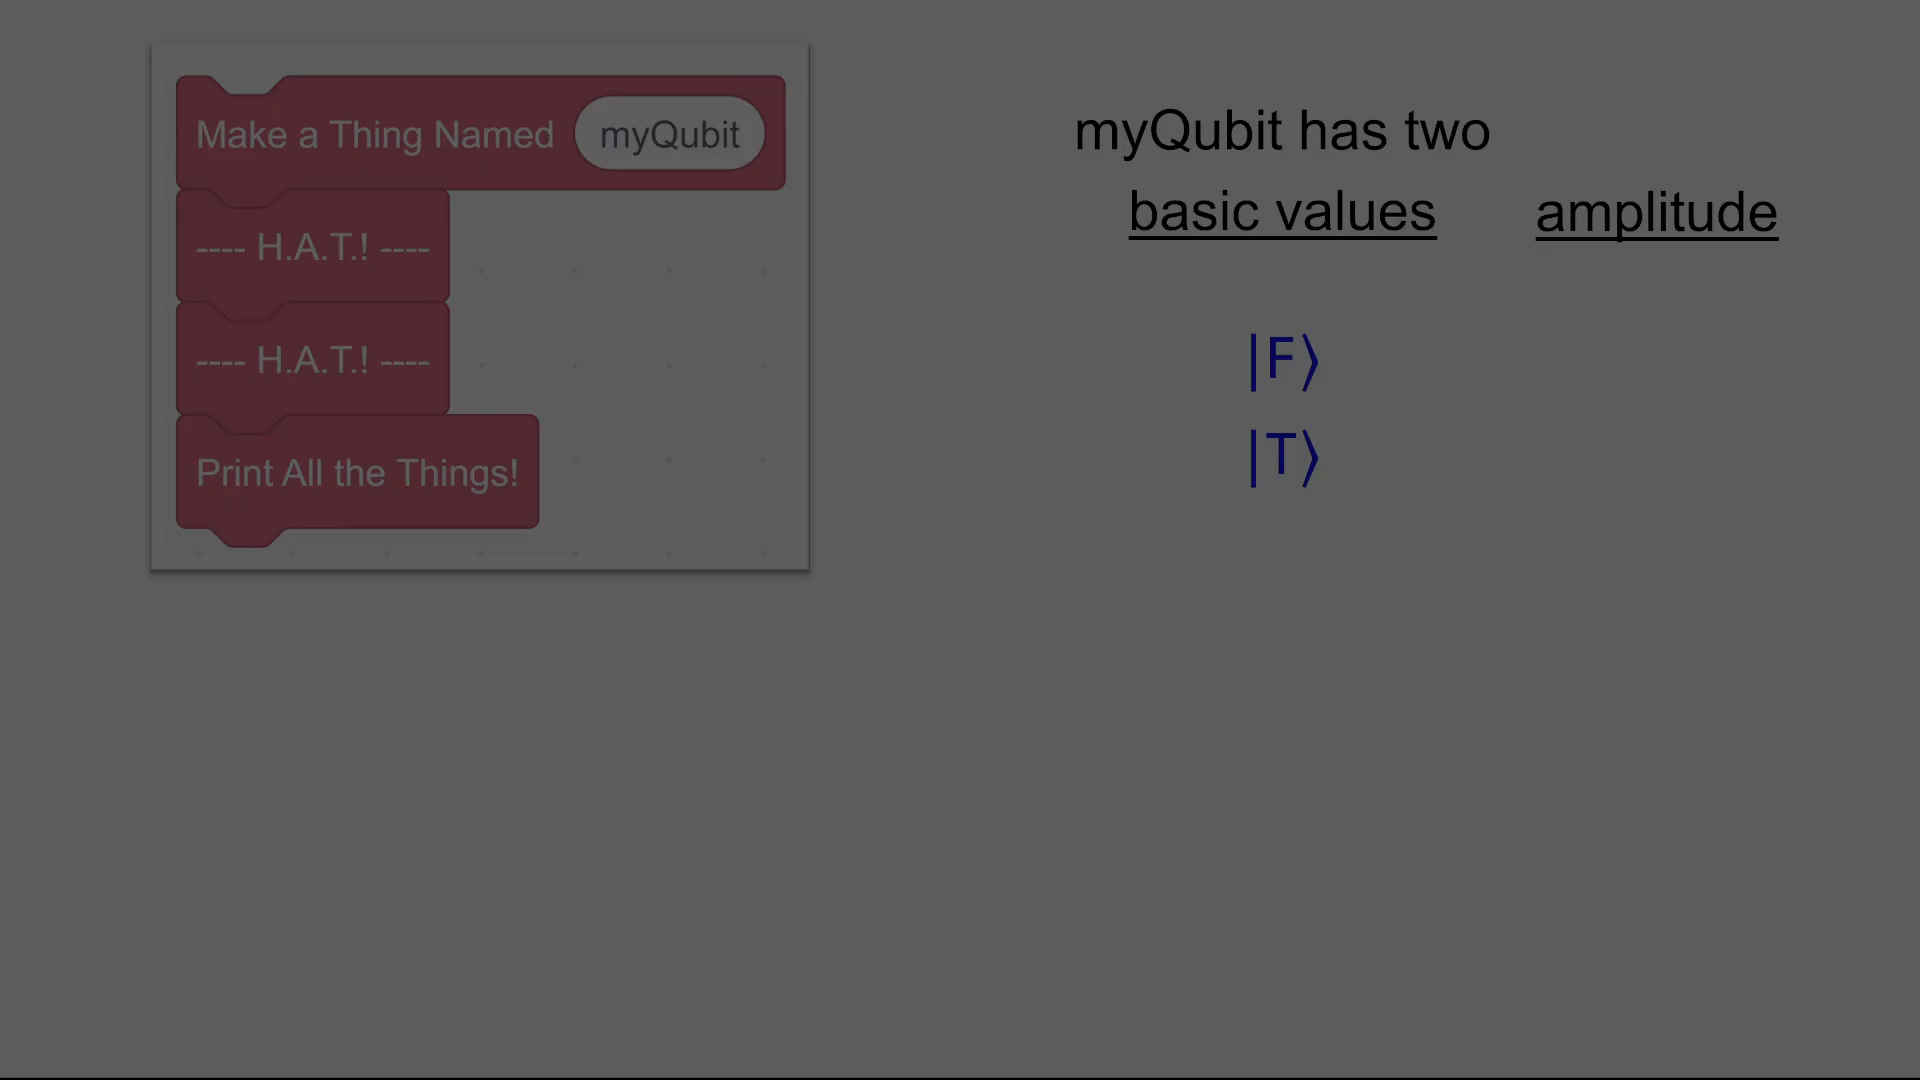 Make a Thing Named myQubit
---- H.A.T.! ----
---- H.A.T.! ----
Print All the Things!
myQubit has two
basic values amplitude
|F⟩
|T⟩